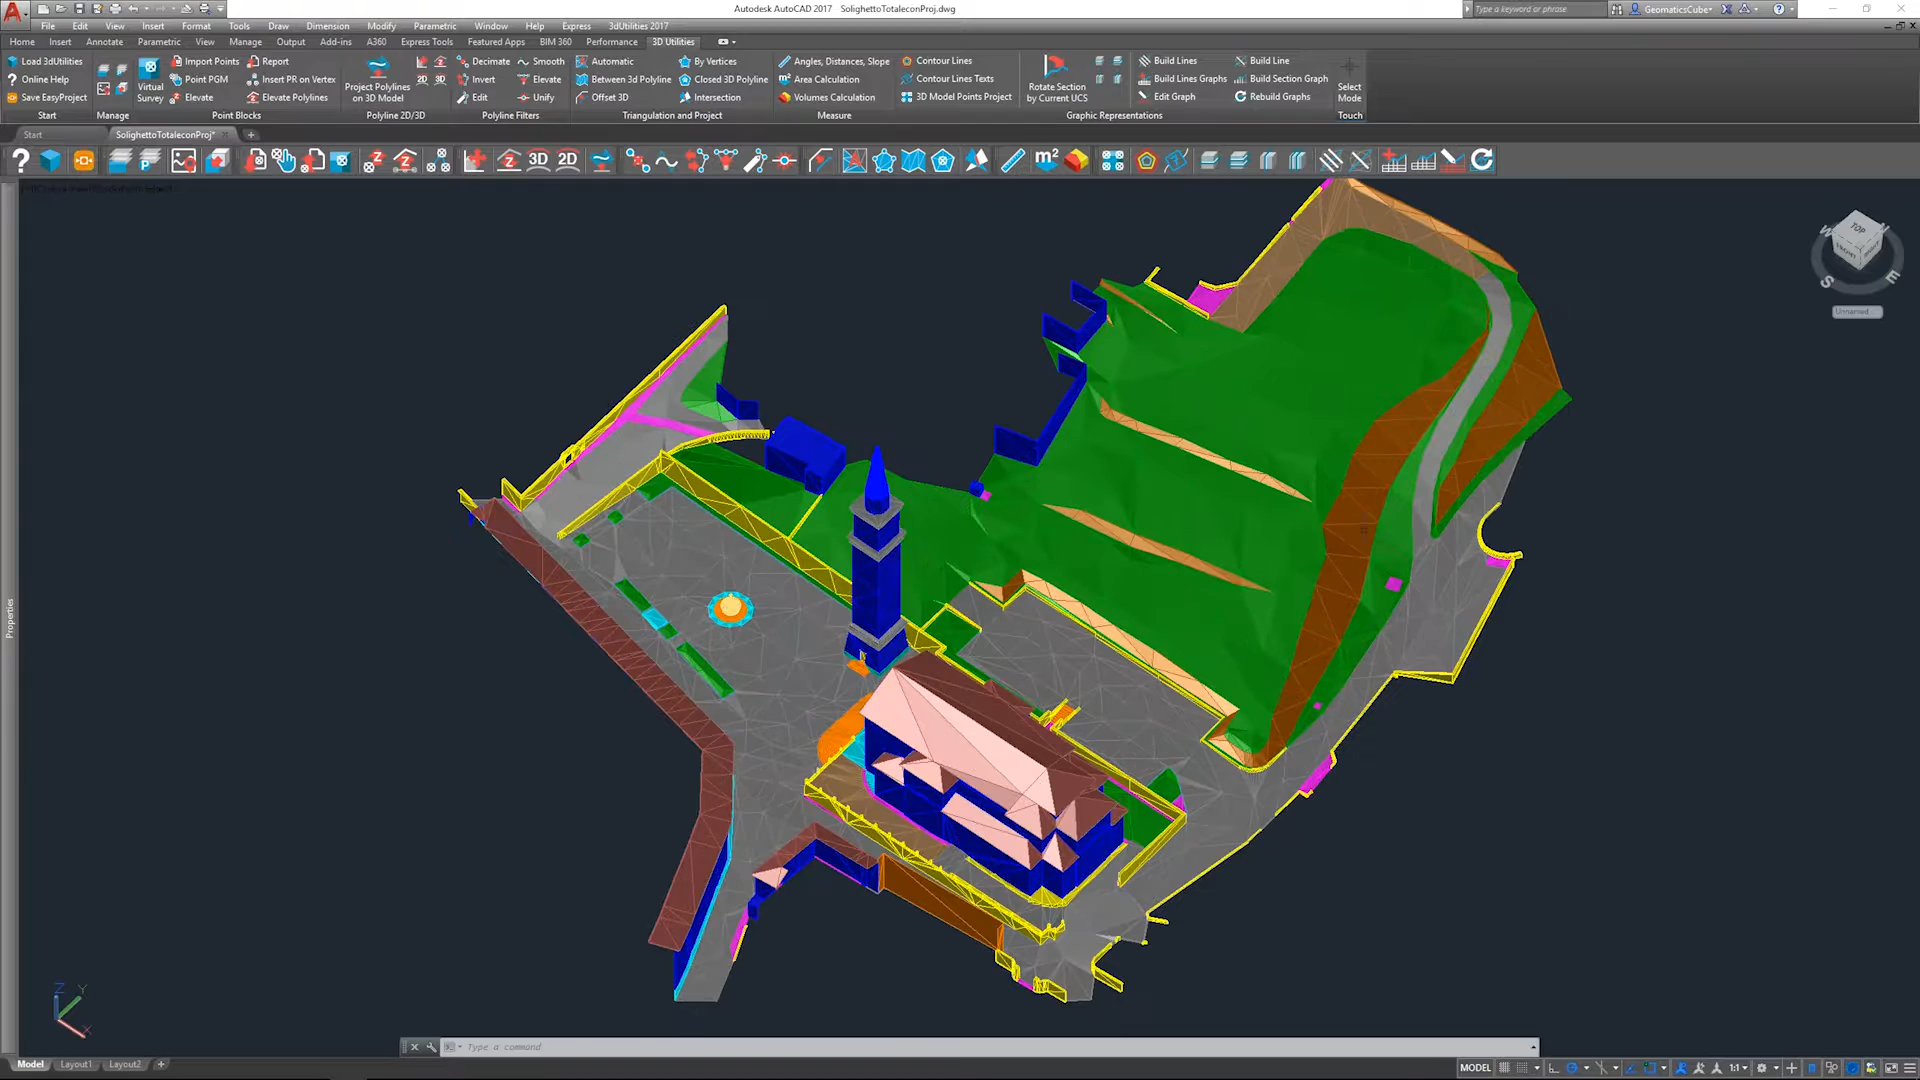 Autodesk AutoCAD 2017 SolighettoTotaleconProj.dwg
Type a keyword or phrase
GeomaticsCube
File Edit View Insert Format Tools Draw Dimension Modify Parametric Window Help Express 3dUtilities 2017
Home Insert Annotate Parametric View Manage Output Add-ins A360 Express Tools Featured Apps BIM 360 Performance 3D Utilities
Load 3dUtilities
Online Help
Save EasyProject
Start
Manage
Virtual
Survey
Import Points
Point PGM
Elevate
Report
Insert PR on Vertex
Elevate Polylines
Point Blocks
Project Polylines
on 3D Model
2D 3D
Polyline 2D/3D
Decimate
Invert
Edit
Smooth
Elevate
Unify
Polyline Filters
Automatic
Between 3d Polyline
Offset 3D
By Vertices
Closed 3D Polyline
Intersection
Triangulation and Project
Angles, Distances, Slope
Area Calculation
Volumes Calculation
Measure
Contour Lines
Contour Lines Texts
3D Model Points Project
Rotate Section
by Current UCS
Build Lines
Build Lines Graphs
Edit Graph
Build Line
Build Section Graph
Rebuild Graphs
Graphic Representations
Select
Mode
Touch
Start SolighettoTotaleconProj*
3D 2D m²
TOP
FRONT
W S E
Unnamed
Properties
Z Y X
Type a command
Model Layout1 Layout2
MODEL 1:1